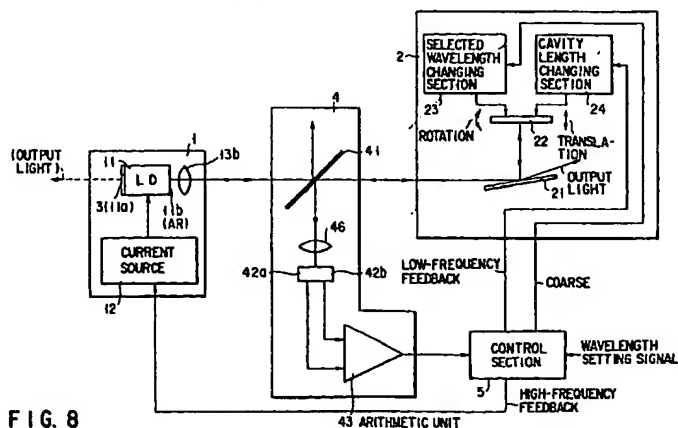 2
SELECTED
WAVELENGTH
CHANGING
SECTION
CAVITY
LENGTH
CHANGING
SECTION
23
24
22
ROTATION
TRANSLA-
TION
OUTPUT
LIGHT
21
4
41
1
(OUTPUT
LIGHT)
11
13b
LD
3(11a)
11b
(AR)
CURRENT
SOURCE
12
46
42a
42b
LOW-FREQUENCY
FEEDBACK
COARSE
CONTROL
SECTION
5
WAVELENGTH
SETTING SIGNAL
HIGH-FREQUENCY
FEEDBACK
43 ARITHMETIC UNIT
FIG. 8